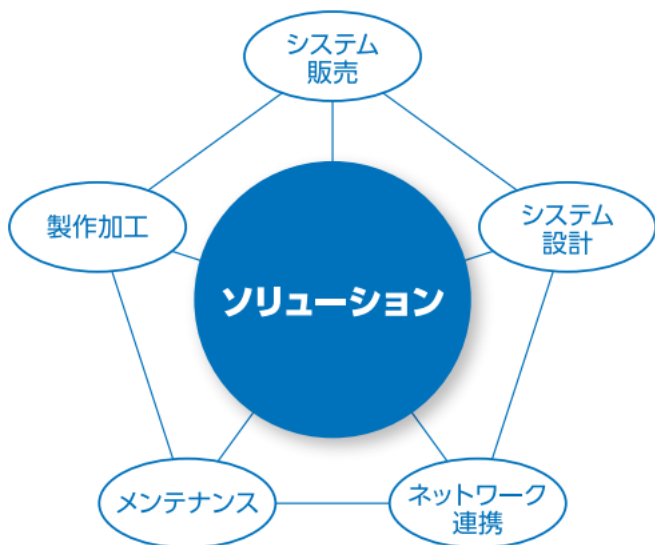 システム
販売
製作加工
システム
設計
ソリューション
メンテナンス
ネットワーク
連携